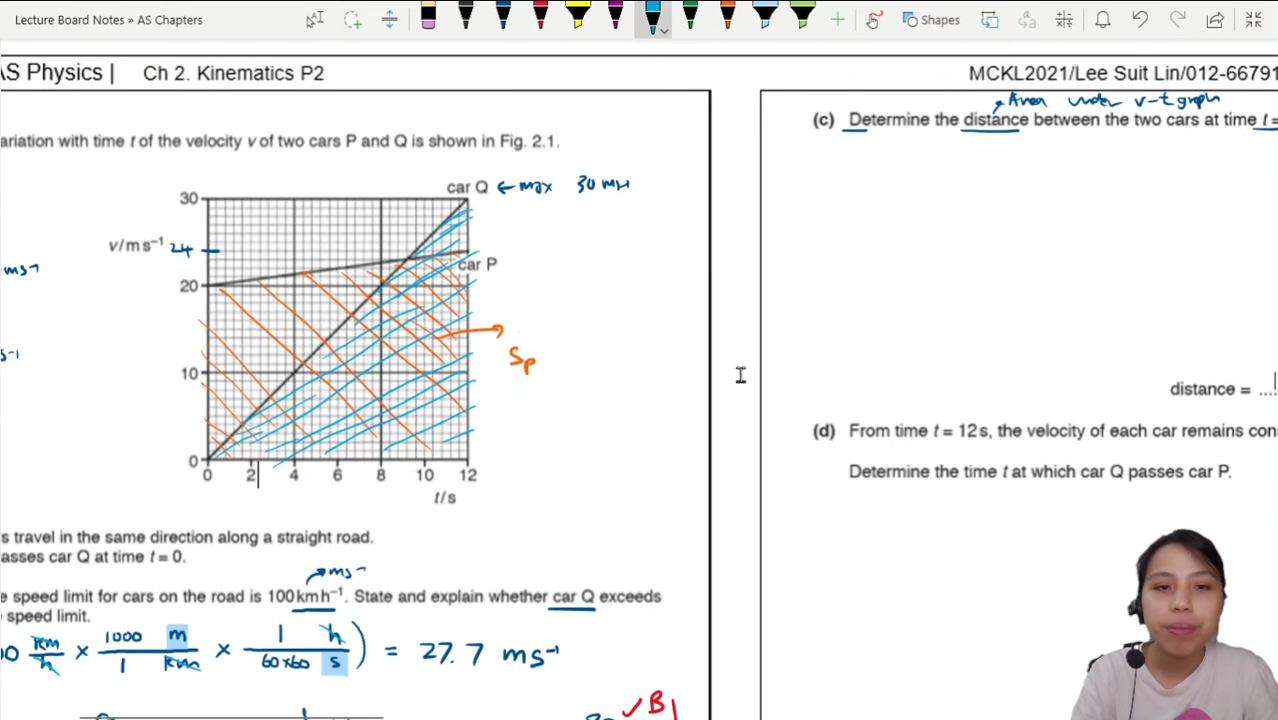 Lecture Board Notes » AS Chapters
Shapes
AS Physics | Ch 2. Kinematics P2
MCKL2021/Lee Suit Lin/012-66791
ariation with time t of the velocity v of two cars P and Q is shown in Fig. 2.1.
car Q ← max 30 ms⁻¹
30
v/ms⁻¹ 24
car P
20
ms⁻¹
s⁻¹
Sp
10
0
0 2 4 6 8 10 12
t/s
s travel in the same direction along a straight road.
asses car Q at time t = 0.
ms⁻¹
e speed limit for cars on the road is 100 km h⁻¹. State and explain whether car Q exceeds
speed limit.
00 km/h × 1000 m / 1 km × 1 h / 60×60 s ) = 27.7 ms⁻¹
✓B1
Area under v-t graph
(c) Determine the distance between the two cars at time t =
distance = ....
(d) From time t = 12 s, the velocity of each car remains con
Determine the time t at which car Q passes car P.